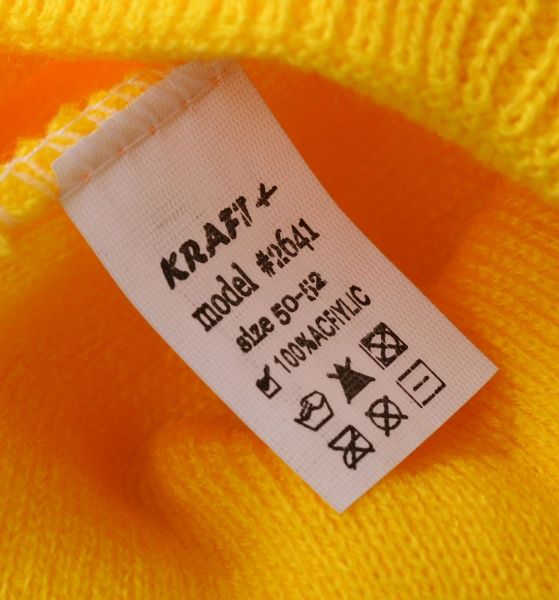 KRAFT+
model #2641
size 50-52
100%ACRYLIC